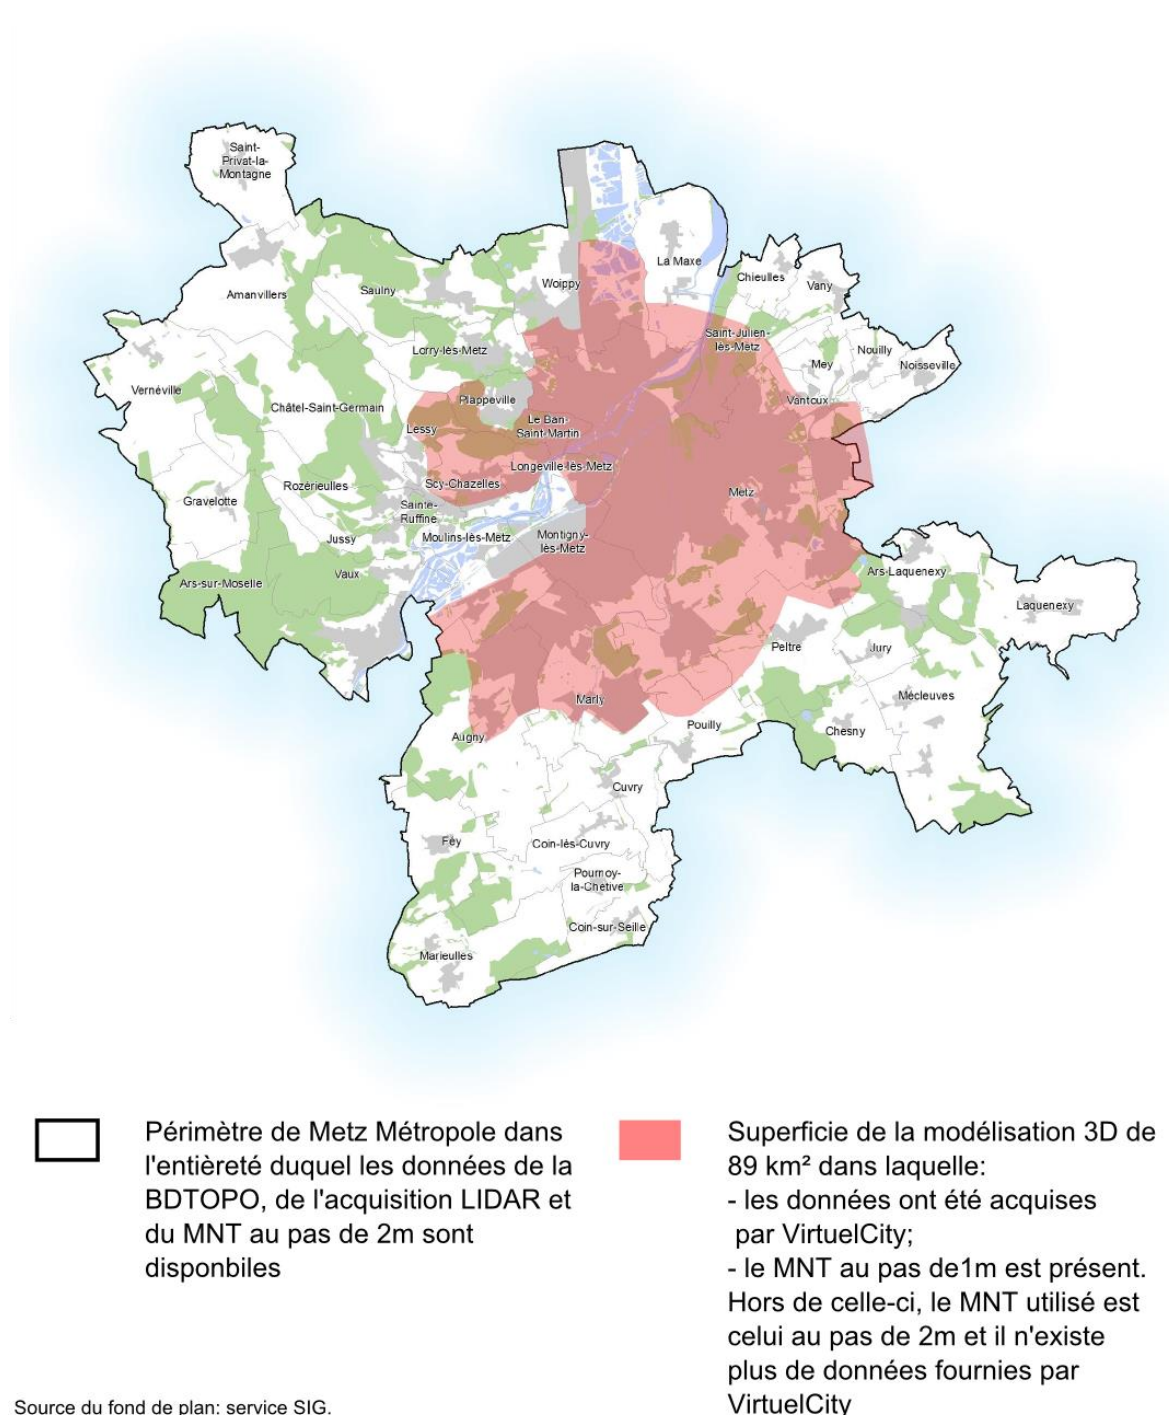 Saint-
Privat-la-
Montagne
La Maxe
Chieulles
Woippy
Vany
Amanvillers
Saulny
Saint-Julien-
lès-Metz
Nouilly
Lorry-lès-Metz
Mey
Noisseville
Vernéville
Plappeville
Vantoux
Châtel-Saint-Germain
Le Ban-
Saint-Martin
Lessy
Longeville-lès-Metz
Scy-Chazelles
Rozérieulles
Metz
Gravelotte
Sainte-
Ruffine
Jussy
Moulins-lès-Metz
Montigny-
lès-Metz
Vaux
Ars-sur-Moselle
Ars-Laquenexy
Laquenexy
Peltre
Jury
Mécleuves
Marly
Pouilly
Chesny
Augny
Cuvry
Féy
Coin-lès-Cuvry
Pournoy-
la-Chétive
Coin-sur-Seille
Marieulles
Périmètre de Metz Métropole dans
l'entièreté duquel les données de la
BDTOPO, de l'acquisition LIDAR et
du MNT au pas de 2m sont
disponbiles
Superficie de la modélisation 3D de
89 km² dans laquelle:
- les données ont été acquises
par VirtuelCity;
- le MNT au pas de1m est présent.
Hors de celle-ci, le MNT utilisé est
celui au pas de 2m et il n'existe
plus de données fournies par
VirtuelCity
Source du fond de plan: service SIG.